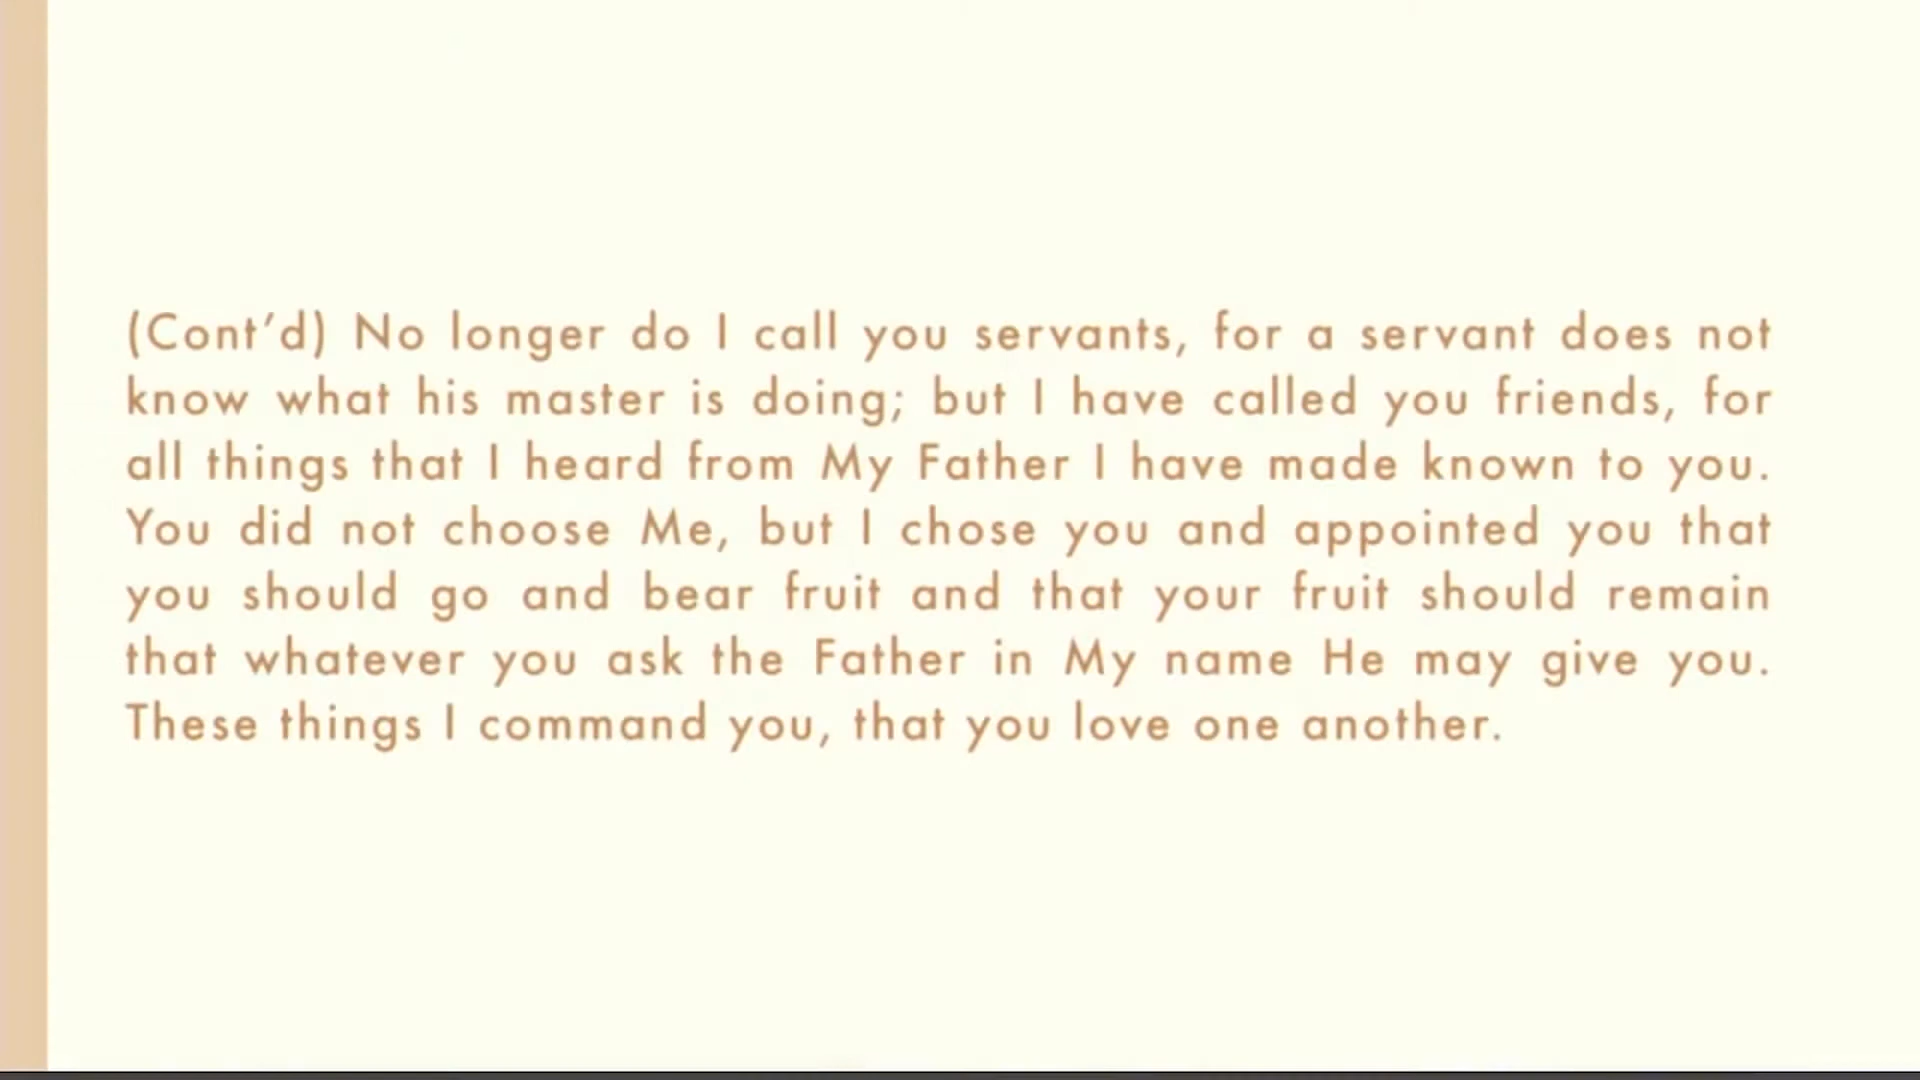 (Cont’d) No longer do I call you servants, for a servant does not
know what his master is doing; but I have called you friends, for
all things that I heard from My Father I have made known to you.
You did not choose Me, but I chose you and appointed you that
you should go and bear fruit and that your fruit should remain
that whatever you ask the Father in My name He may give you.
These things I command you, that you love one another.